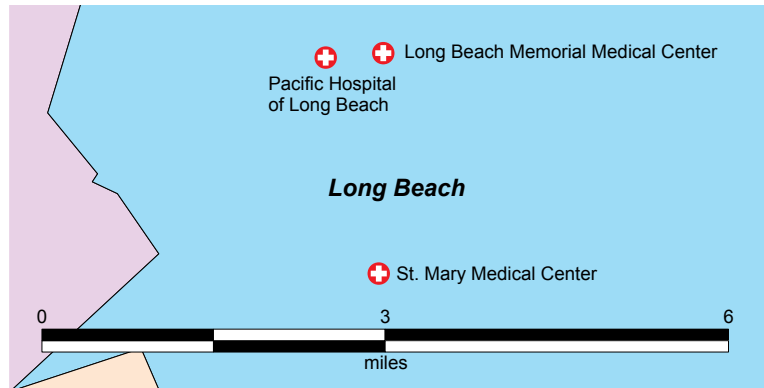 Long Beach Memorial Medical Center
Pacific Hospital
of Long Beach
Long Beach
St. Mary Medical Center
0 3 6
miles